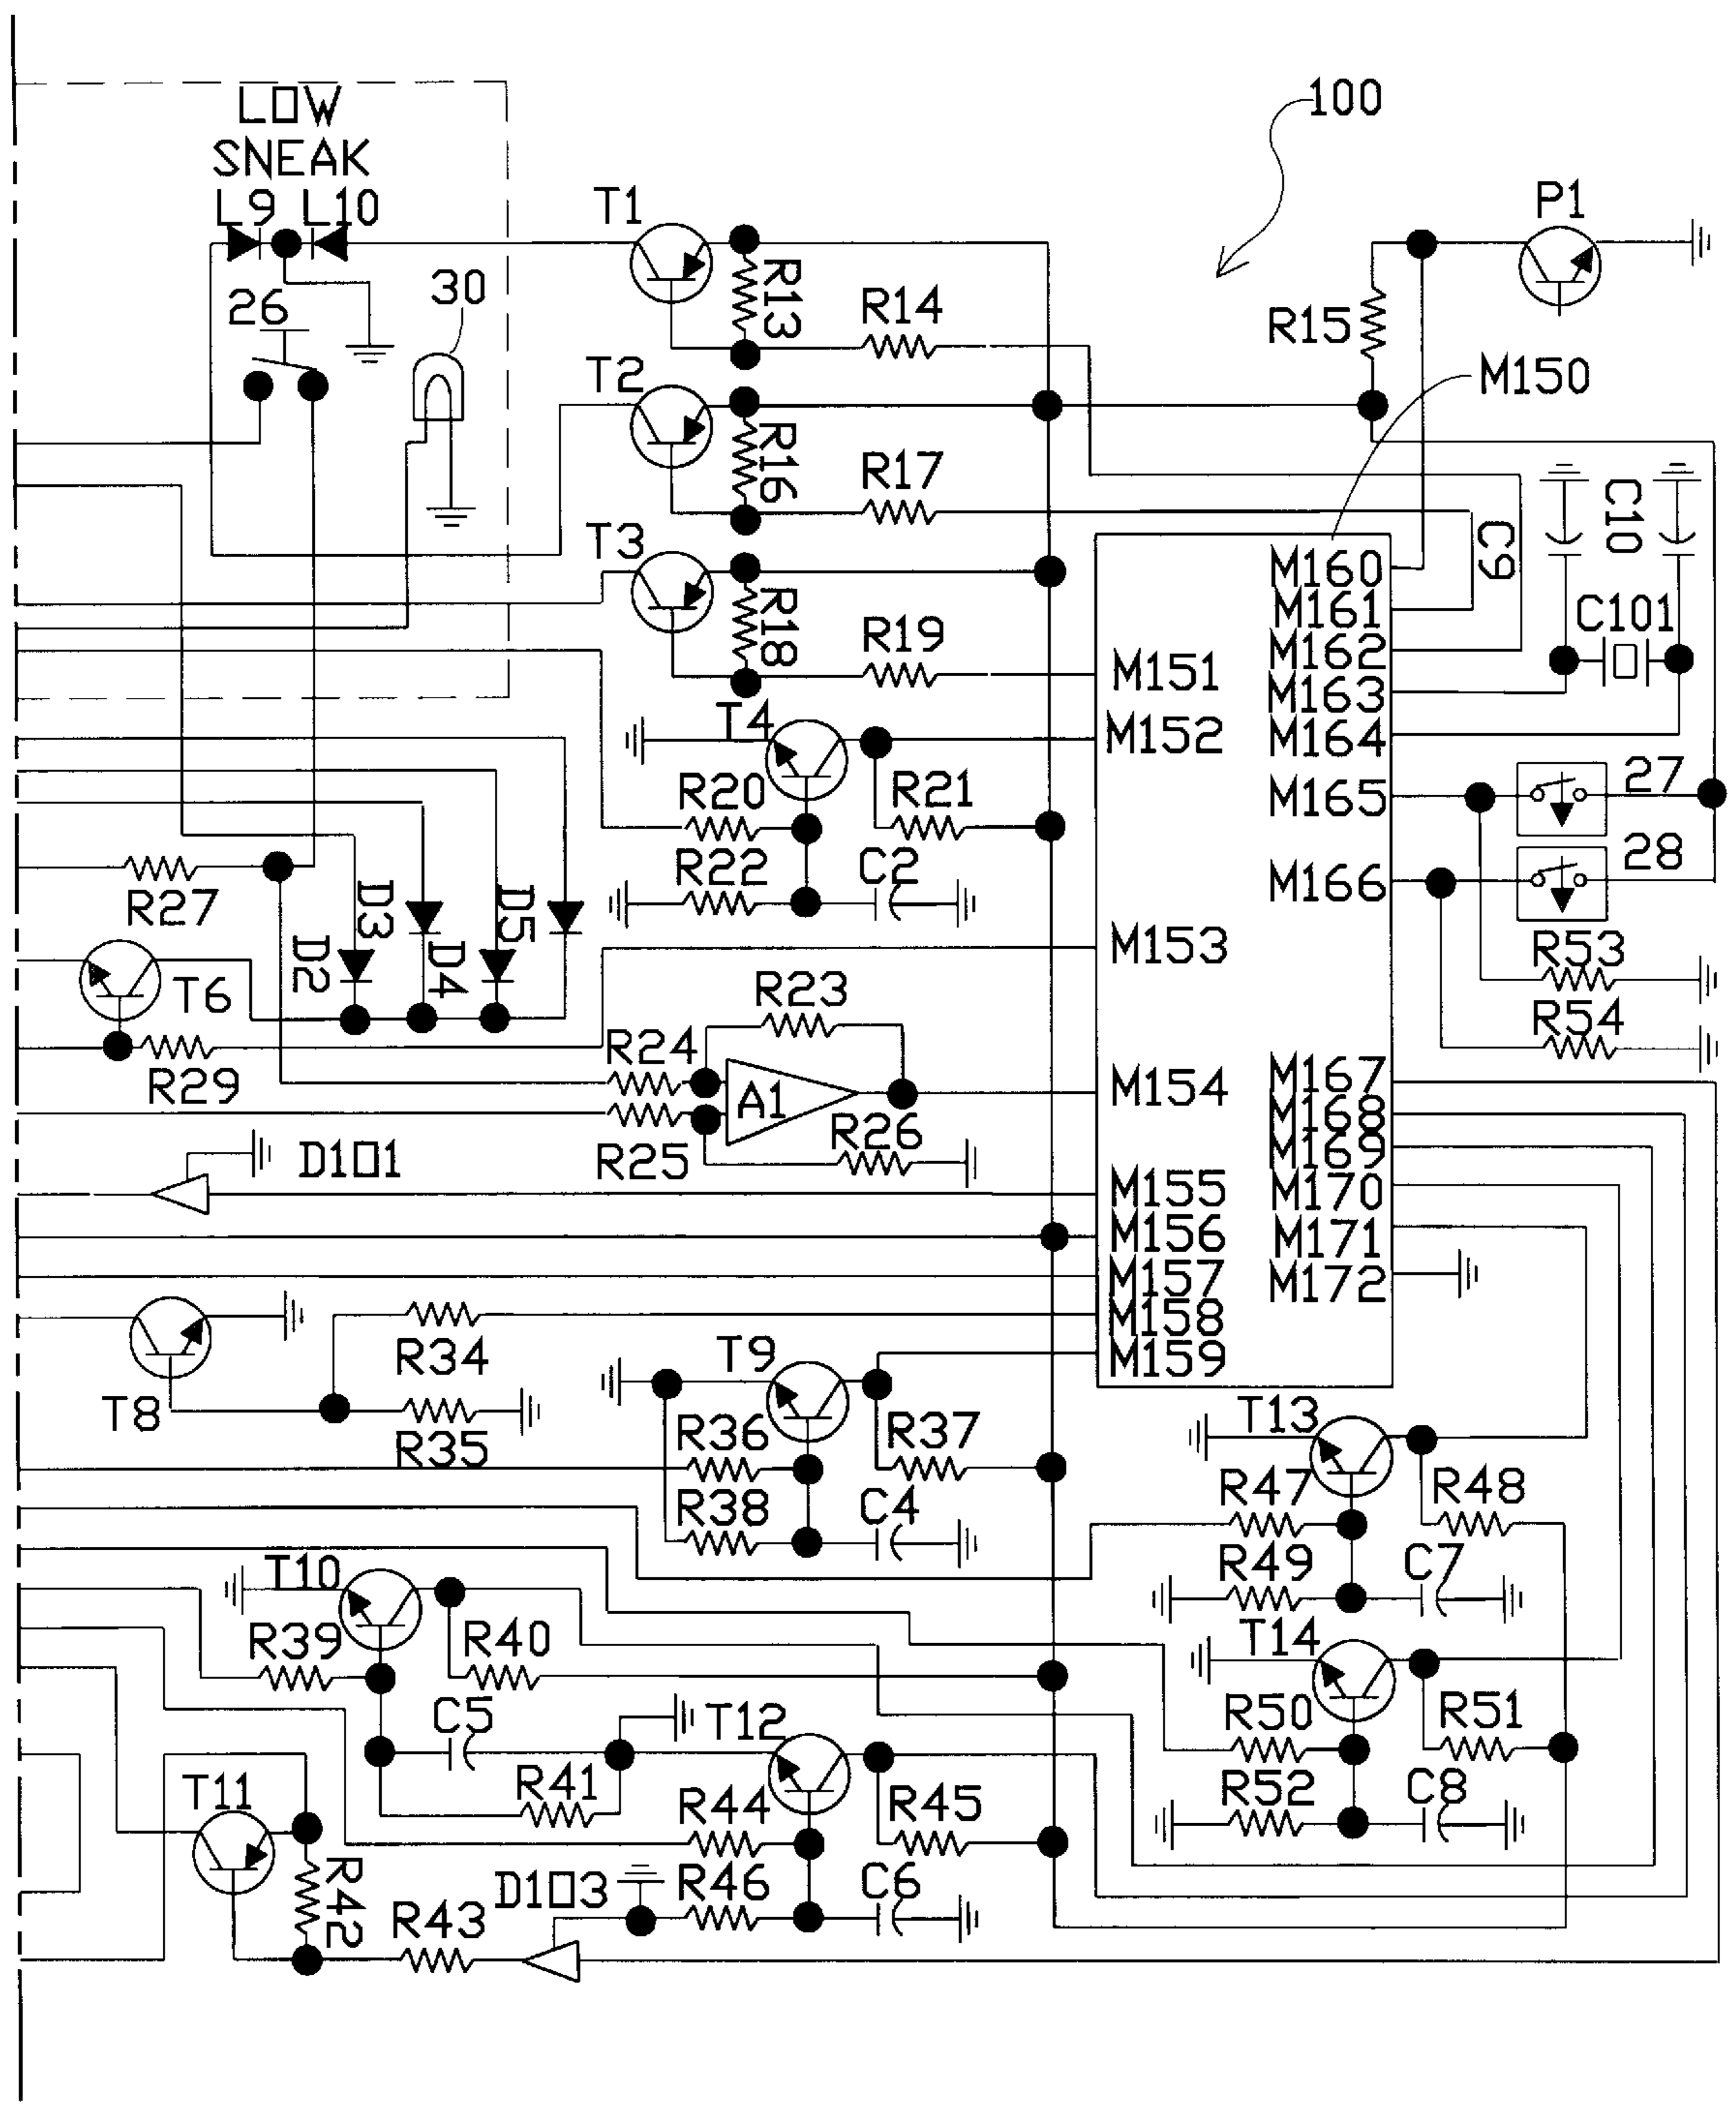 100
LOW
SNEAK
L9 L10
T1
P1
26
30
R13
R14
R15
T2
M150
R16
R17
C10
T3
C9
M160
M161
C101
R18
R19
M162
M151
M163
T4
M152
M164
R20
R21
M165
27
R22
C2
M166
28
R27
D3
D5
D2
D4
M153
R53
T6
R23
R54
R29
R24
A1
M154
M167
M168
R26
M169
D101
R25
M155
M170
M156
M171
M157
M172
M158
R34
T9
M159
T8
T13
R35
R36
R37
R47
R48
R38
C4
R49
C7
T10
R39
R40
T14
C5
T12
R50
R51
T11
R41
R44
R45
R52
C8
R42
R43
D103
R46
C6